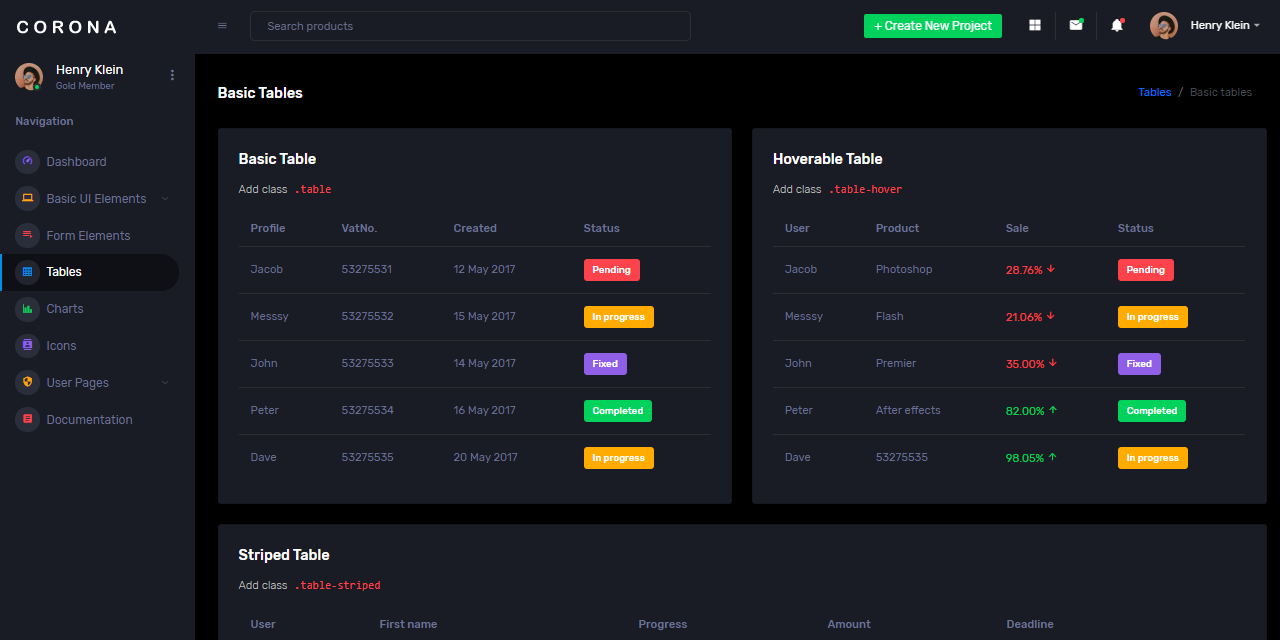 CORONA
Search products
+ Create New Project
Henry Klein
Henry Klein
Gold Member
Navigation
Dashboard
Basic UI Elements
Form Elements
Tables
Charts
Icons
User Pages
Documentation
Basic Tables
Tables / Basic tables
Basic Table
Add class .table
Profile VatNo. Created Status
Jacob 53275531 12 May 2017 Pending
Messsy 53275532 15 May 2017 In progress
John 53275533 14 May 2017 Fixed
Peter 53275534 16 May 2017 Completed
Dave 53275535 20 May 2017 In progress
Hoverable Table
Add class .table-hover
User Product Sale Status
Jacob Photoshop 28.76% ↓ Pending
Messsy Flash 21.06% ↓ In progress
John Premier 35.00% ↓ Fixed
Peter After effects 82.00% ↑ Completed
Dave 53275535 98.05% ↑ In progress
Striped Table
Add class .table-striped
User First name Progress Amount Deadline